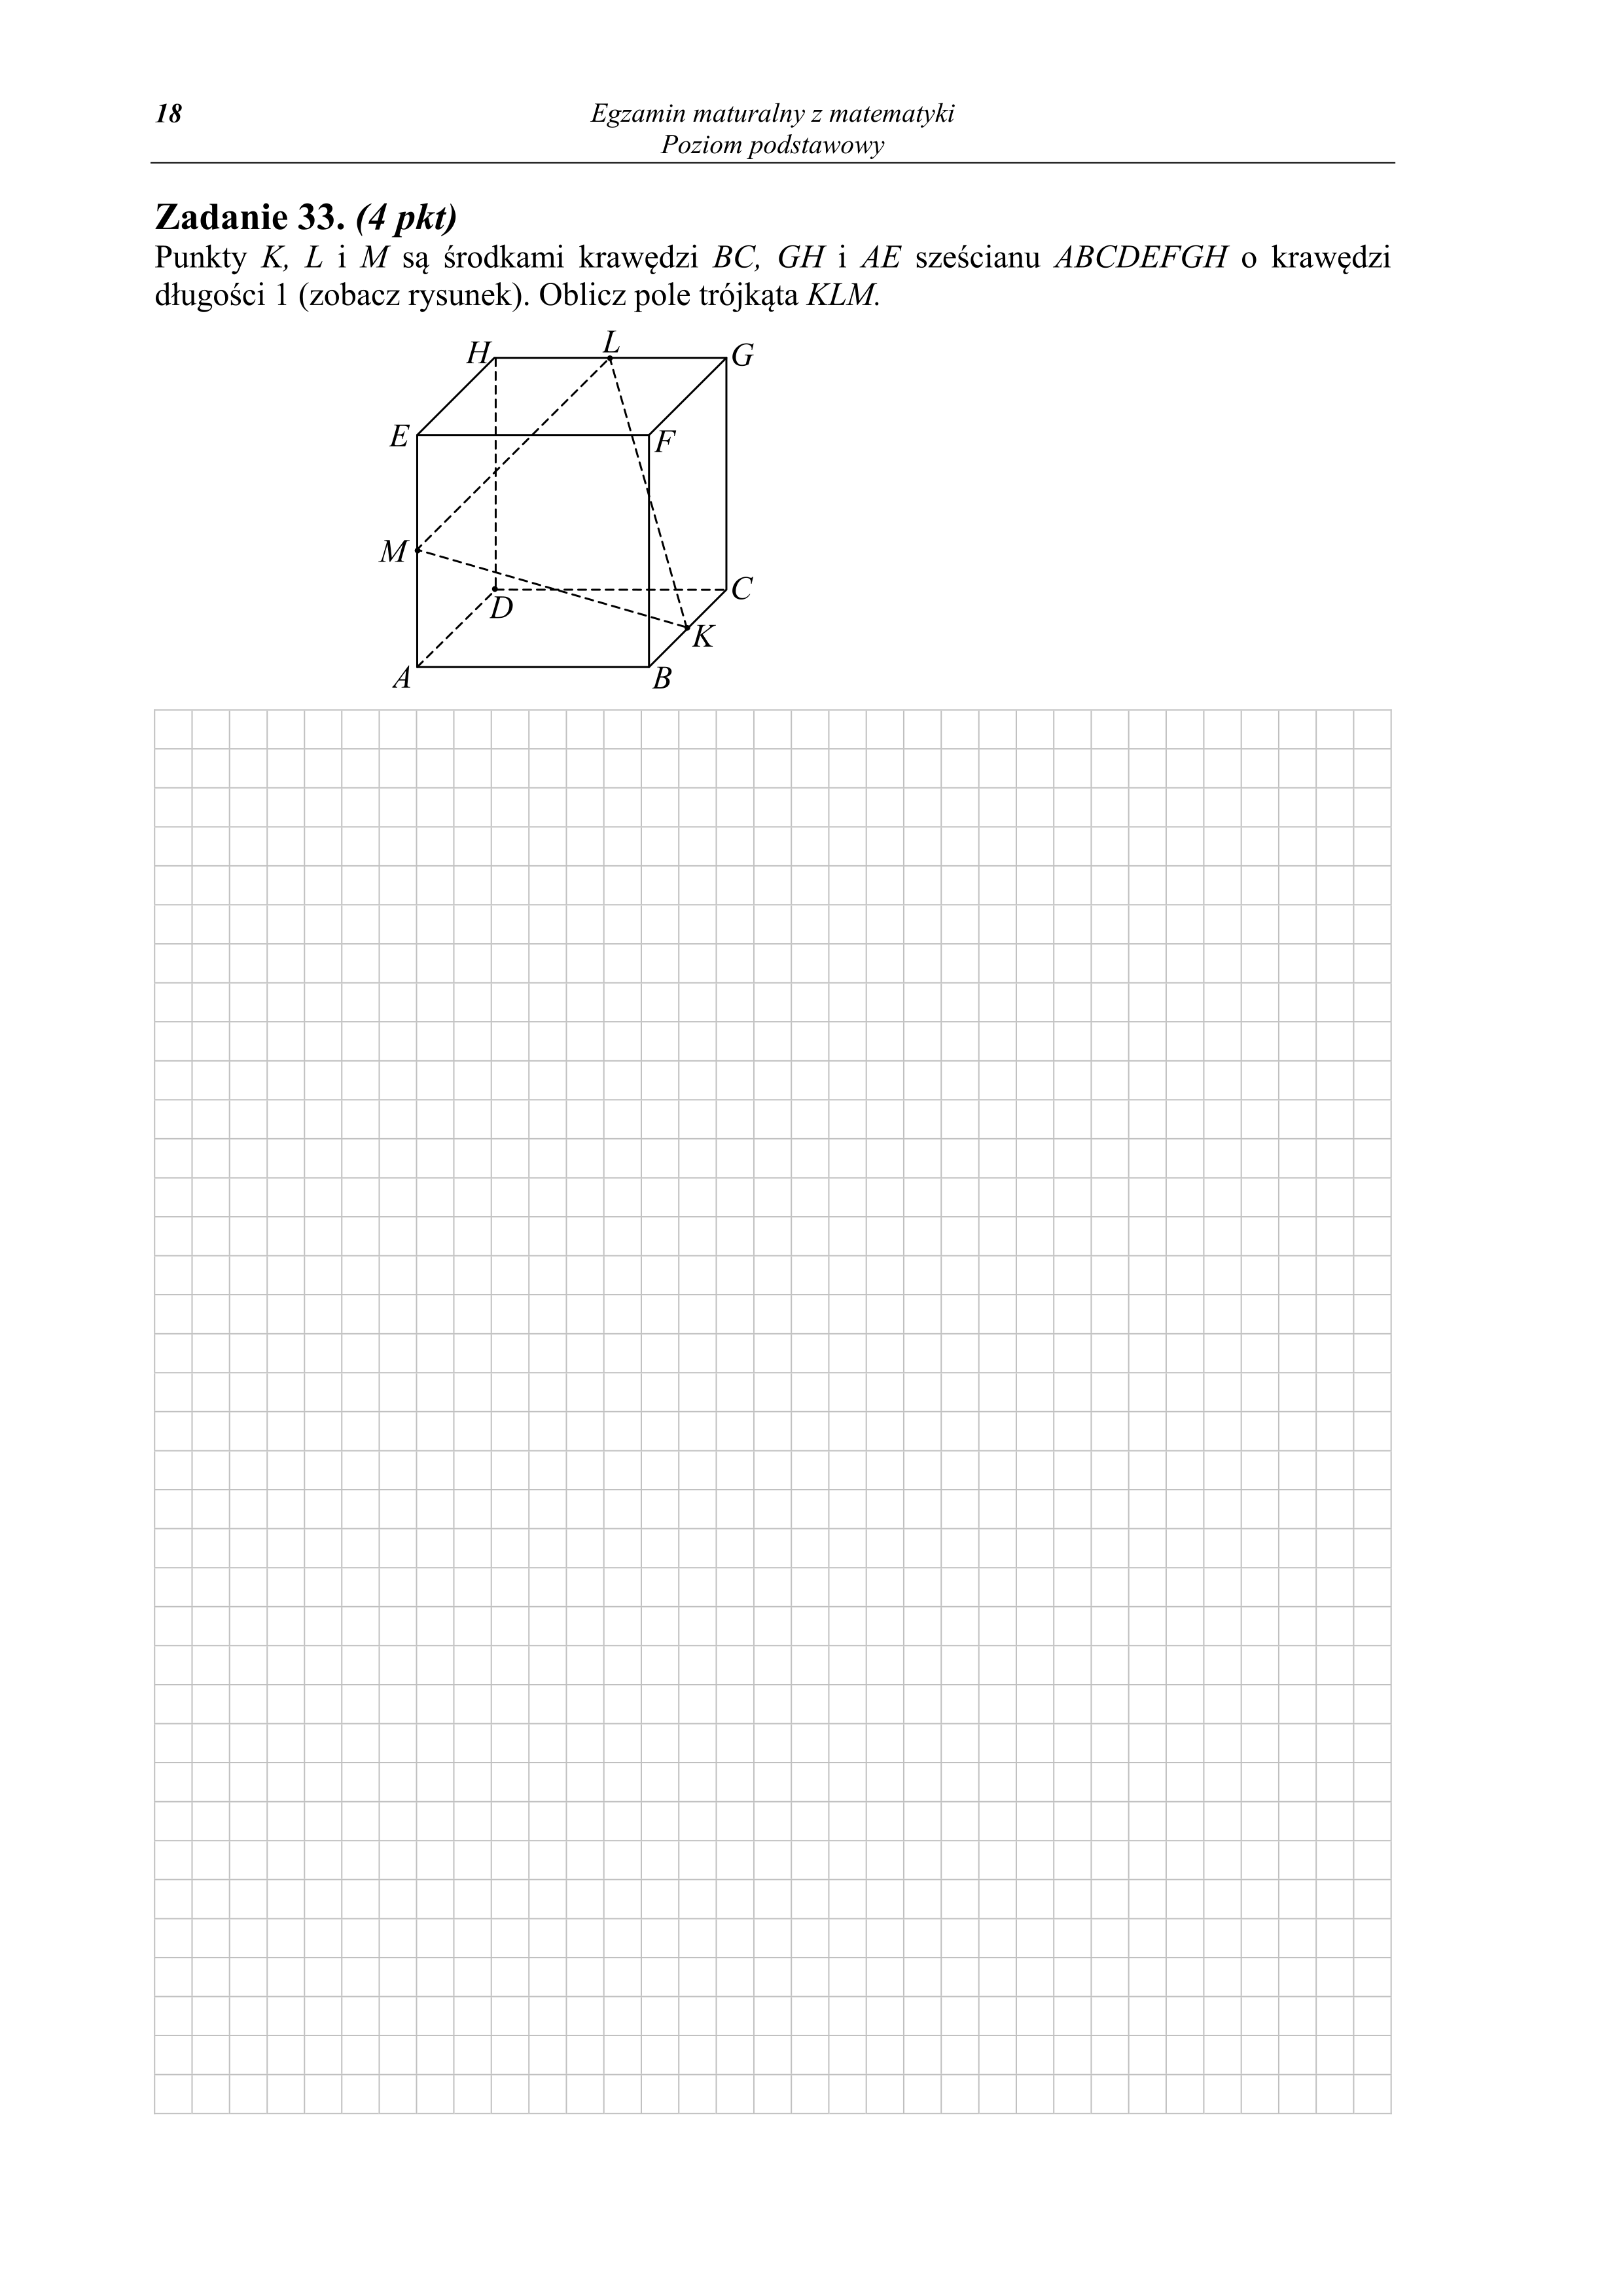 18
Egzamin maturalny z matematyki
Poziom podstawowy
Zadanie 33. (4 pkt)
Punkty K, L i M są środkami krawędzi BC, GH i AE sześcianu ABCDEFGH o krawędzi
długości 1 (zobacz rysunek). Oblicz pole trójkąta KLM.
H
L
G
E
F
M
D
C
K
A
B